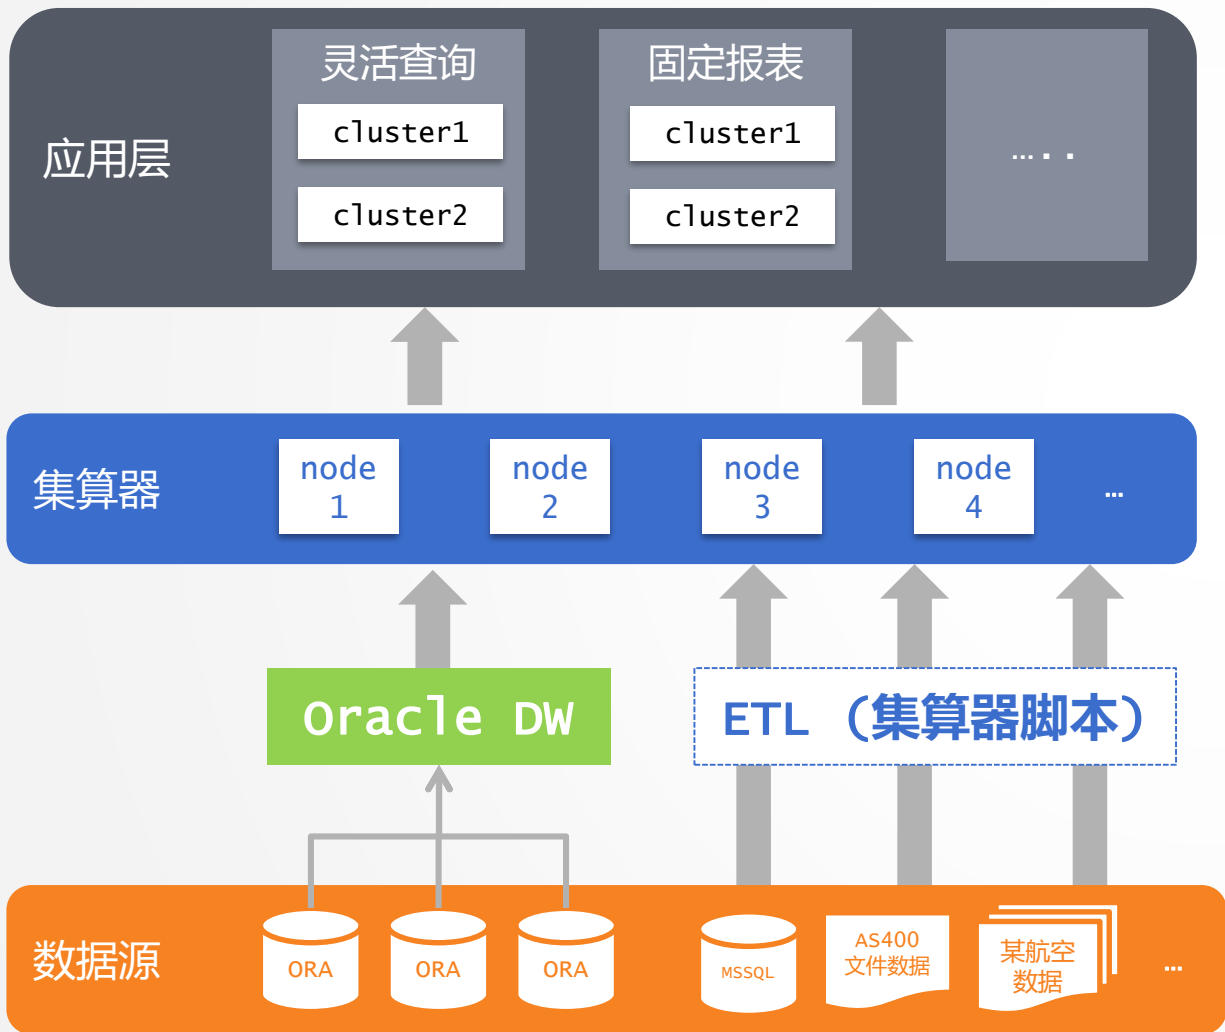 灵活查询
固定报表
cluster1
cluster1
应用层
…..
cluster2
cluster2
集算器
node
1
node
2
node
3
node
4
…
Oracle DW
ETL (集算器脚本)
数据源
ORA
ORA
ORA
MSSQL
AS400
文件数据
某航空
数据
…